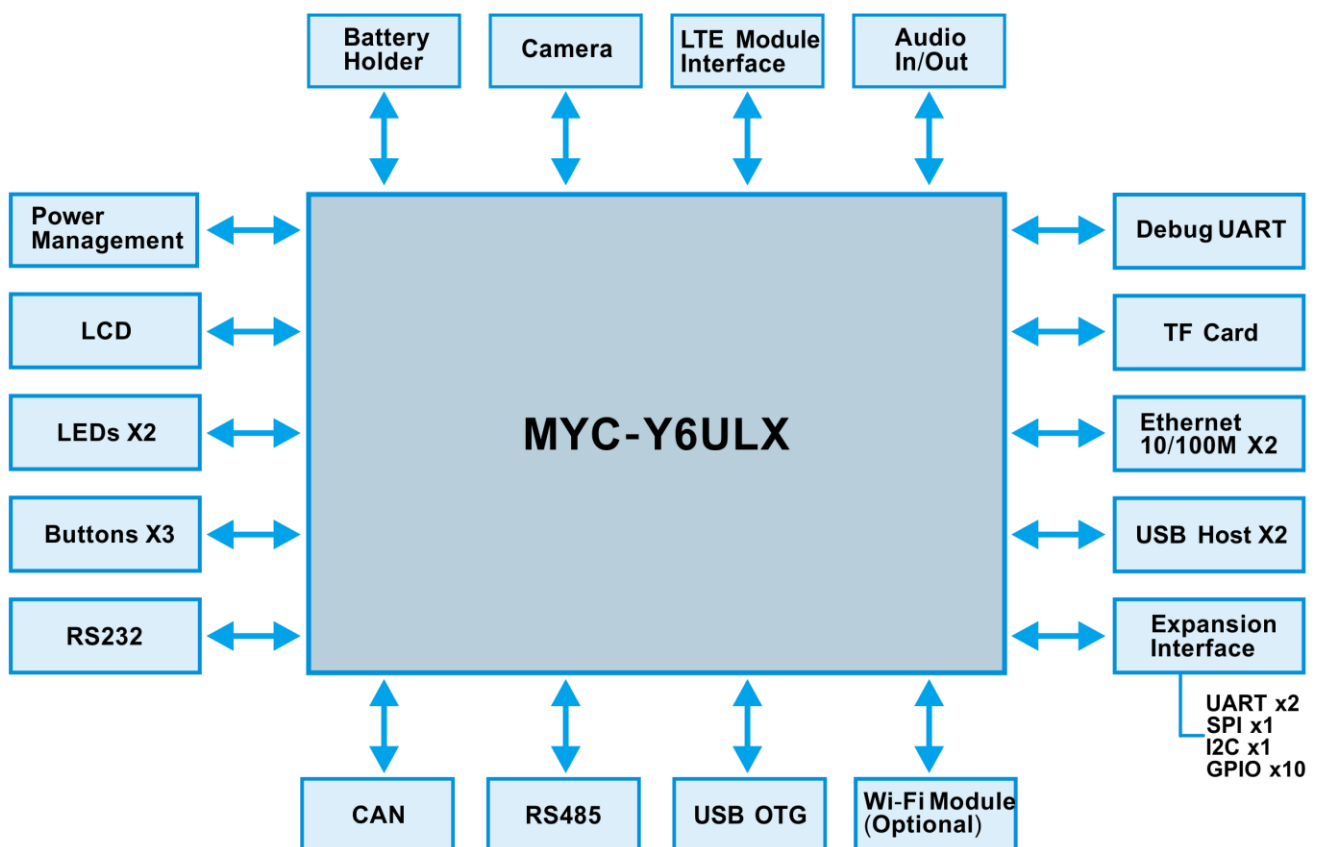 Battery
Holder
Camera
LTE Module
Interface
Audio
In/Out
Power
Management
LCD
LEDs X2
Buttons X3
RS232
MYC-Y6ULX
Debug UART
TF Card
Ethernet
10/100M X2
USB Host X2
Expansion
Interface
UART x2
SPI x1
I2C x1
GPIO x10
CAN
RS485
USB OTG
Wi-Fi Module
(Optional)